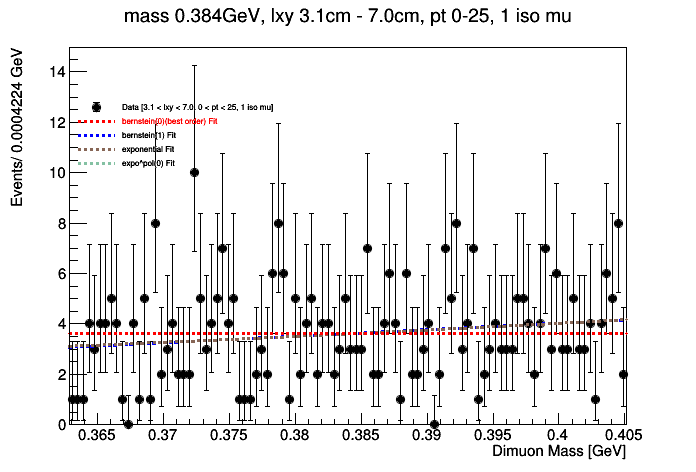 mass 0.384GeV, lxy 3.1cm - 7.0cm, pt 0-25, 1 iso mu
Events/ 0.0004224 GeV
14
12
10
8
6
4
2
0
Data [3.1 < lxy < 7.0, 0 < pt < 25, 1 iso mu]
bernstein(0)(best order) Fit
bernstein(1) Fit
exponential Fit
expo*pol(0) Fit
0.365 0.37 0.375 0.38 0.385 0.39 0.395 0.4 0.405
Dimuon Mass [GeV]